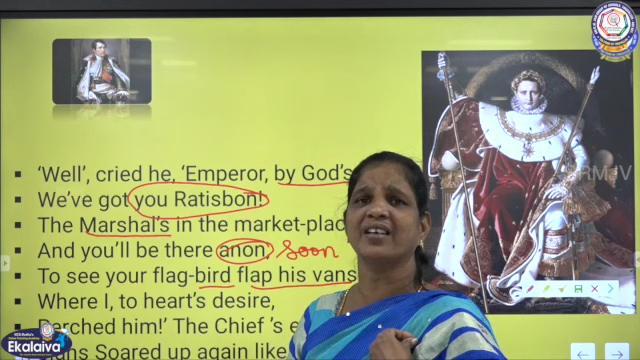 'Well', cried he, 'Emperor, by God's
We've got you Ratisbon!
The Marshal's in the market-plac
And you'll be there anon, soon
To see your flag-bird flap his vans
Where I, to heart's desire,
Perched him!' The Chief 's e
Soared up again like
RM IV
Ekalaiva